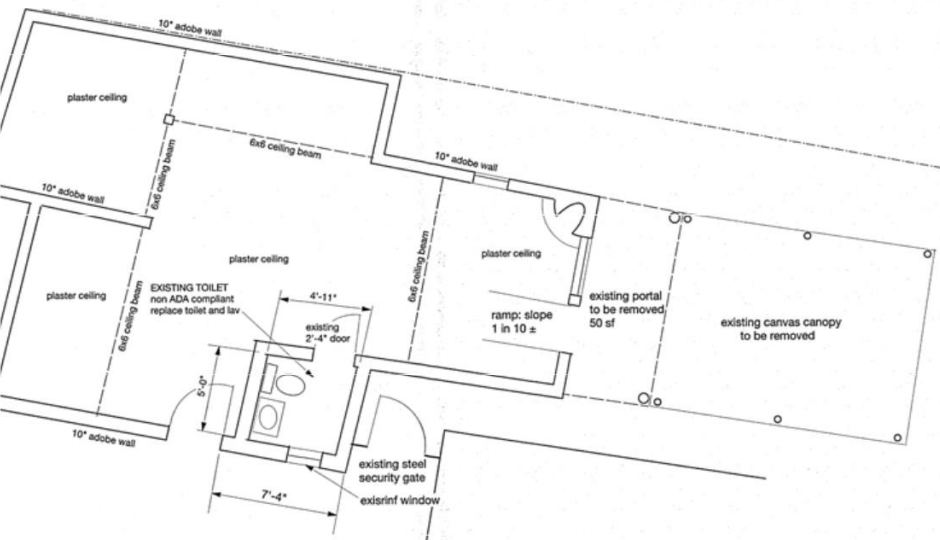 10" adobe wall
plaster ceiling
6x6 ceiling beam
10" adobe wall
6x6 ceiling beam
10" adobe wall
plaster ceiling
plaster ceiling
6x6 ceiling beam
plaster ceiling
EXISTING TOILET
non ADA compliant
replace toilet and lav
4'-11"
existing
2'-4" door
6x6 ceiling beam
ramp: slope
1 in 10 ±
existing portal
to be removed
50 sf
existing canvas canopy
to be removed
5'-0"
10" adobe wall
existing steel
security gate
7'-4"
exisrinf window